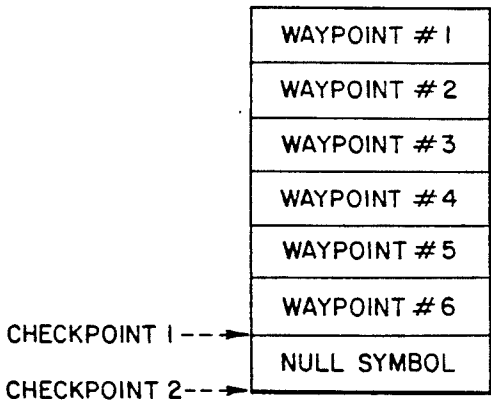 WAYPOINT # 1
WAYPOINT # 2
WAYPOINT # 3
WAYPOINT # 4
WAYPOINT # 5
WAYPOINT # 6
CHECKPOINT 1
NULL SYMBOL
CHECKPOINT 2